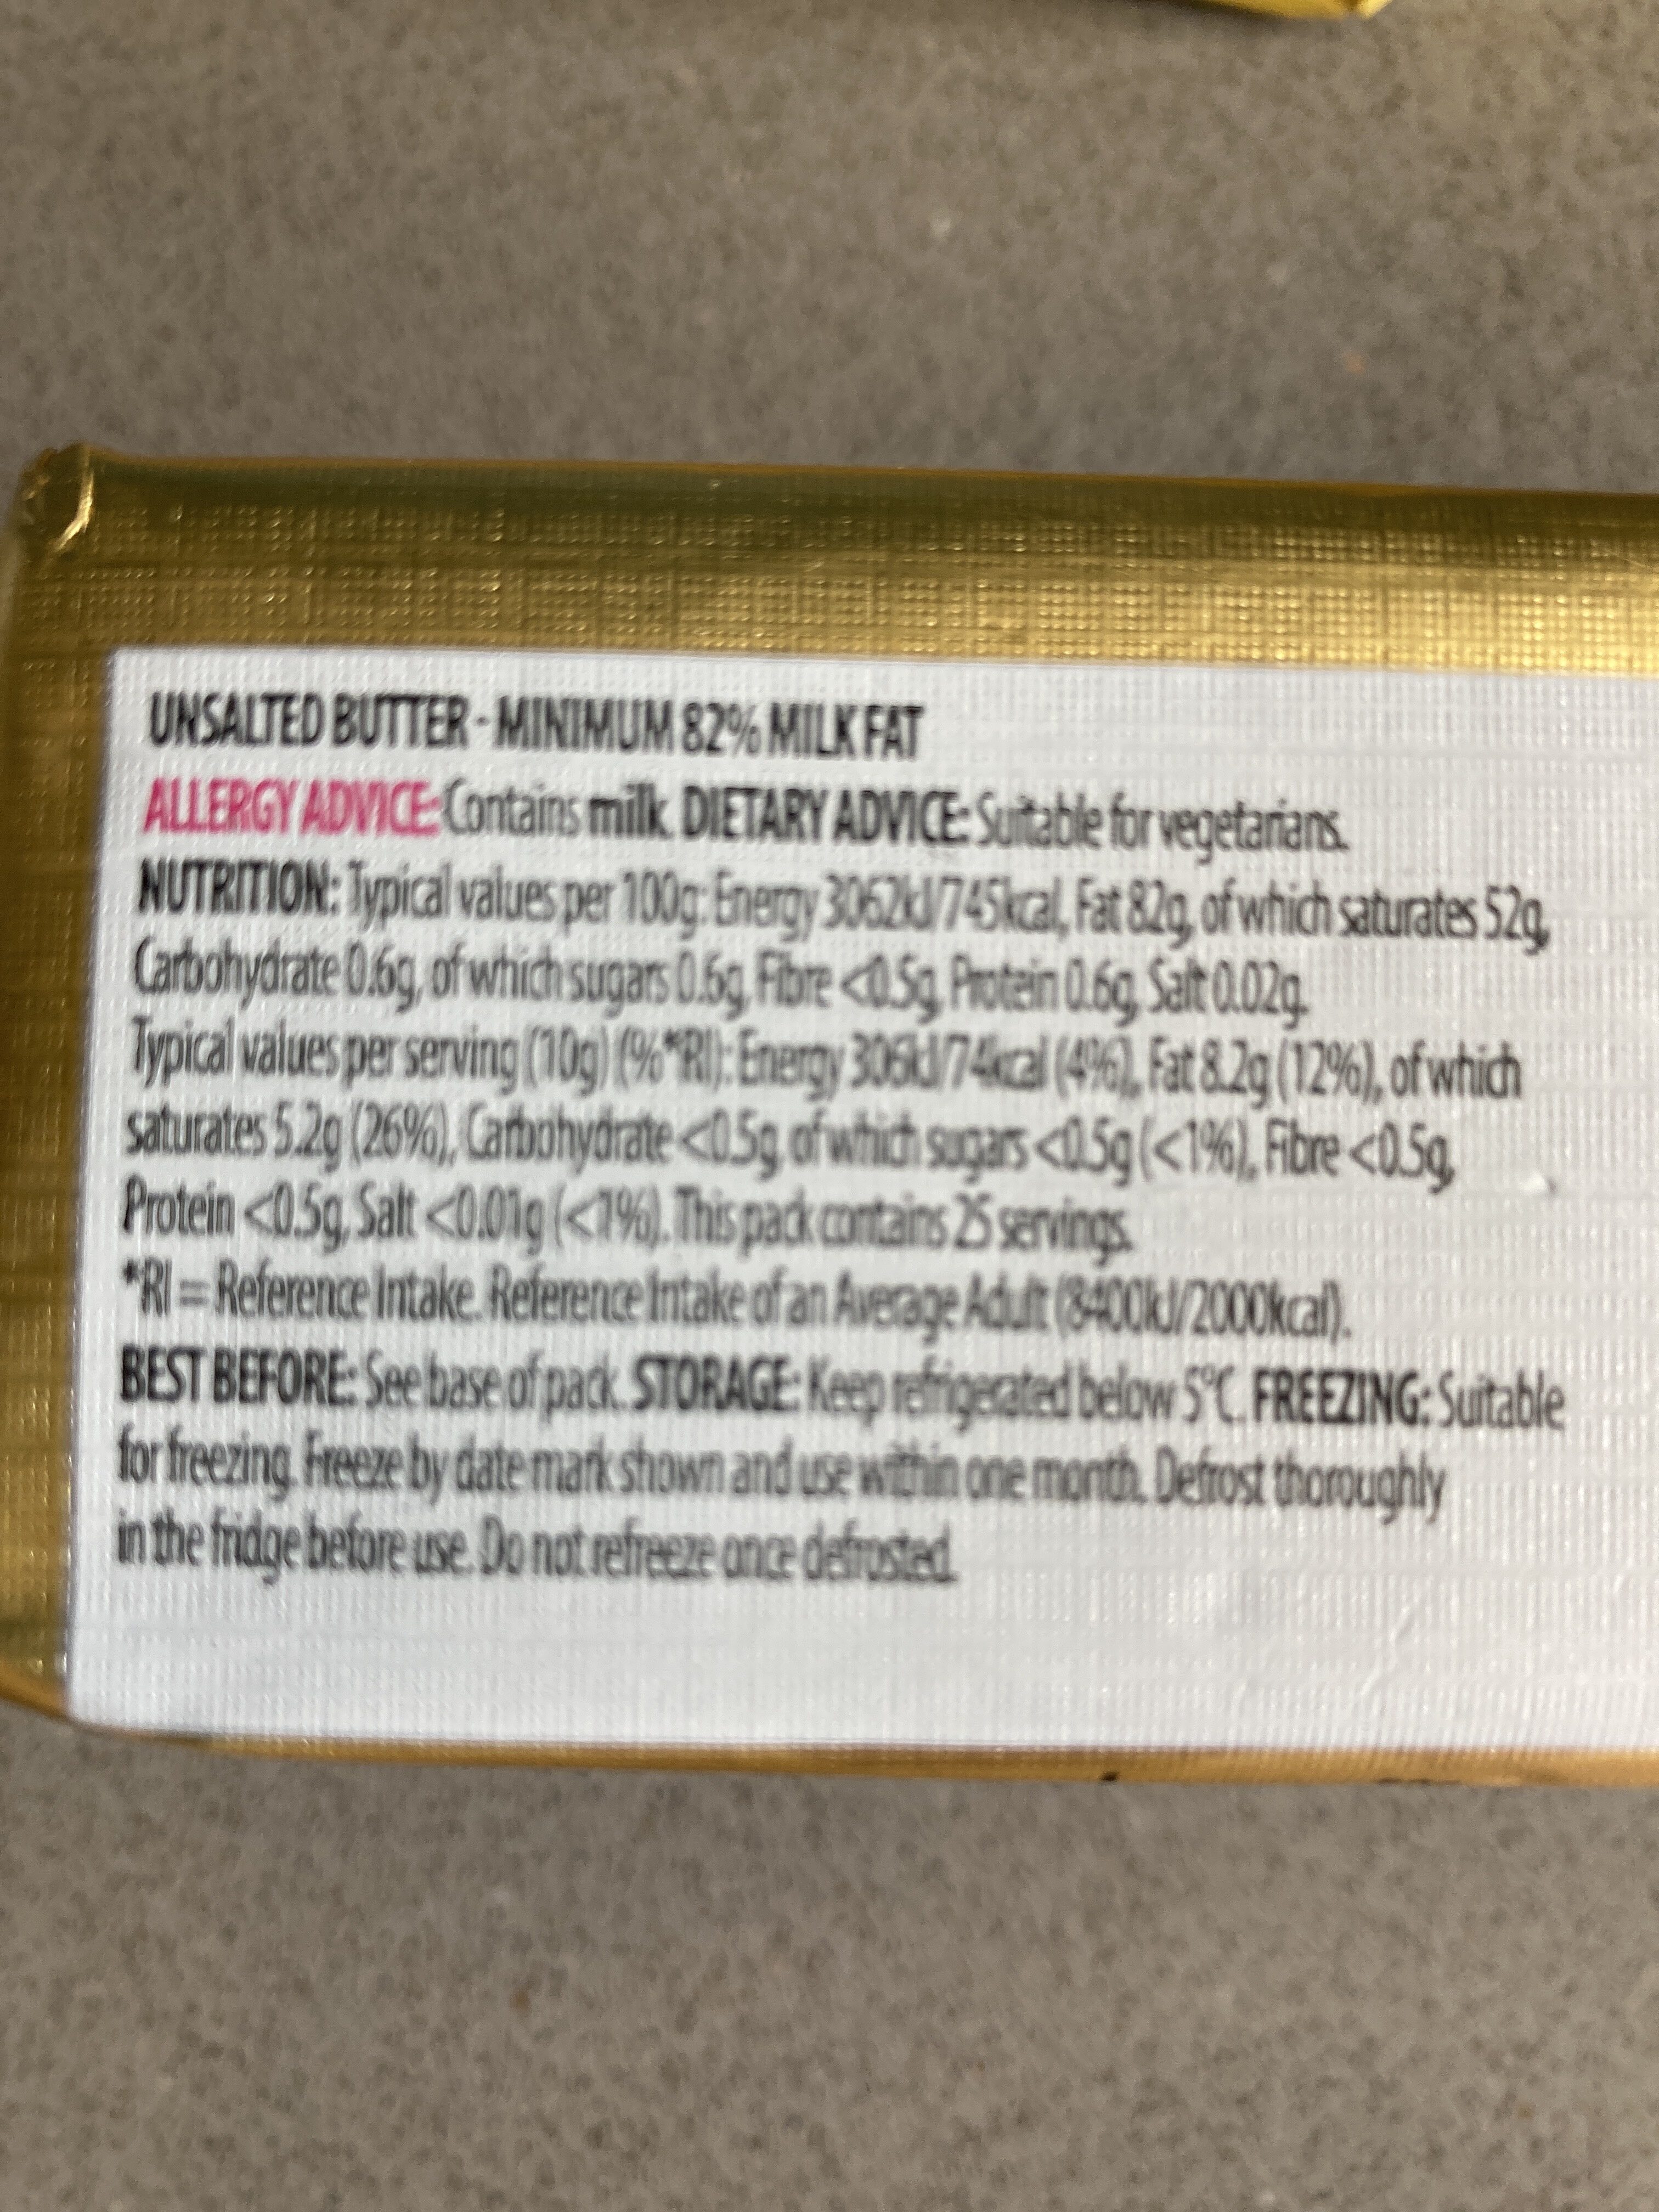 UNSALTED BUTTER - MINIMUM 82% MILK FAT
ALLERGY ADVICE: Contains milk. DIETARY ADVICE: Suitable for vegetarians.
NUTRITION: Typical values per 100g: Energy 3062kJ/745kcal, Fat 82g, of which saturates 52g,
Carbohydrate 0.6g, of which sugars 0.6g, Fibre <0.5g, Protein 0.6g, Salt 0.02g.
Typical values per serving (10g) (%*RI): Energy 306kJ/74kcal (4%), Fat 8.2g (12%), of which
saturates 5.2g (26%), Carbohydrate <0.5g, of which sugars <0.5g (<1%), Fibre <0.5g,
Protein <0.5g, Salt <0.01g (<1%). This pack contains 25 servings.
*RI = Reference Intake. Reference Intake of an Average Adult (8400kJ/2000kcal).
BEST BEFORE: See base of pack. STORAGE: Keep refrigerated below 5°C. FREEZING: Suitable
for freezing. Freeze by date mark shown and use within one month. Defrost thoroughly
in the fridge before use. Do not refreeze once defrosted.